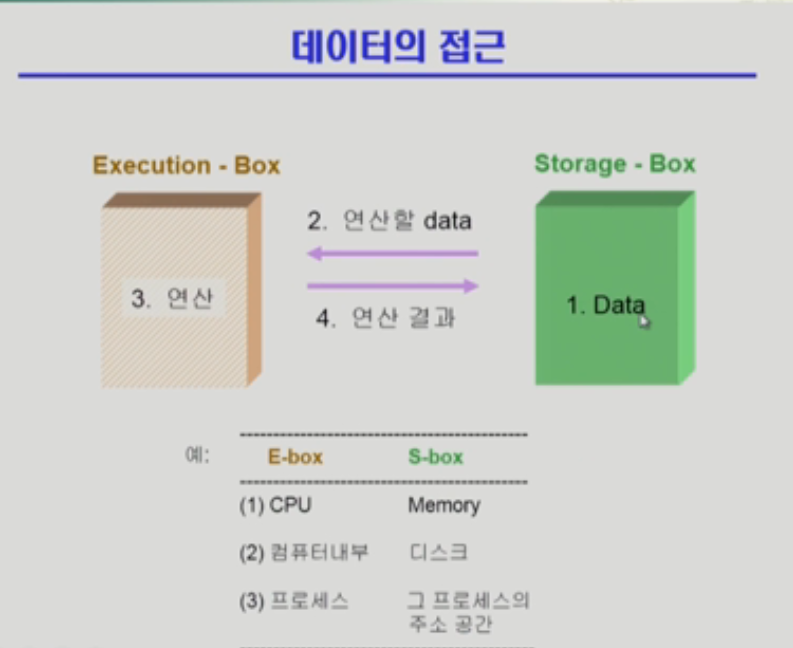 데이터의 접근
Execution - Box
Storage - Box
2. 연산할 data
3. 연산
1. Data
4. 연산 결과
예:
E-box S-box
(1) CPU Memory
(2) 컴퓨터내부 디스크
(3) 프로세스 그 프로세스의
주소 공간